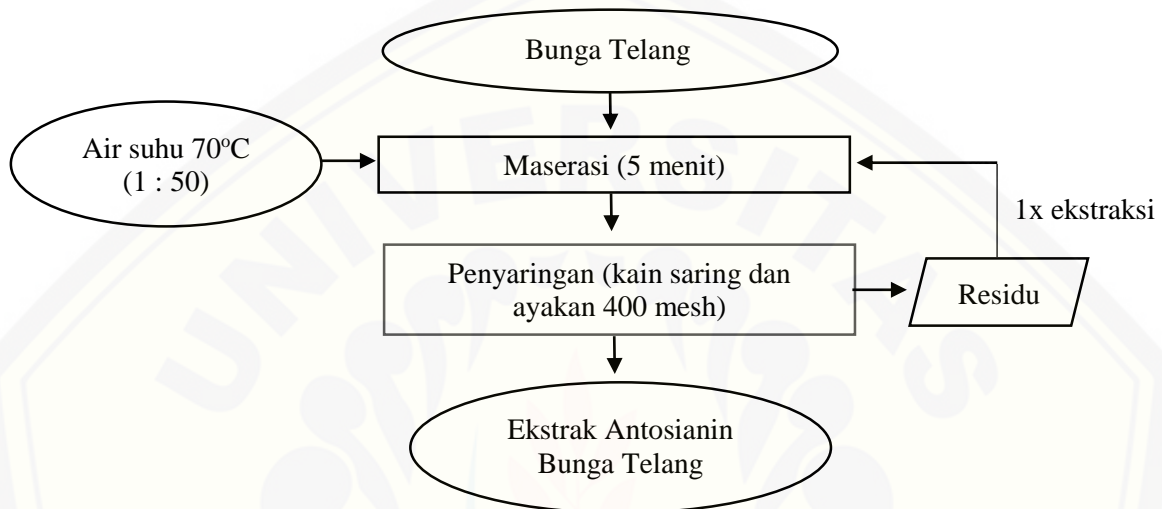 Bunga Telang
Air suhu 70°C
(1 : 50)
Maserasi (5 menit)
1x ekstraksi
Penyaringan (kain saring dan
ayakan 400 mesh)
Residu
Ekstrak Antosianin
Bunga Telang
UNIVERSITAS